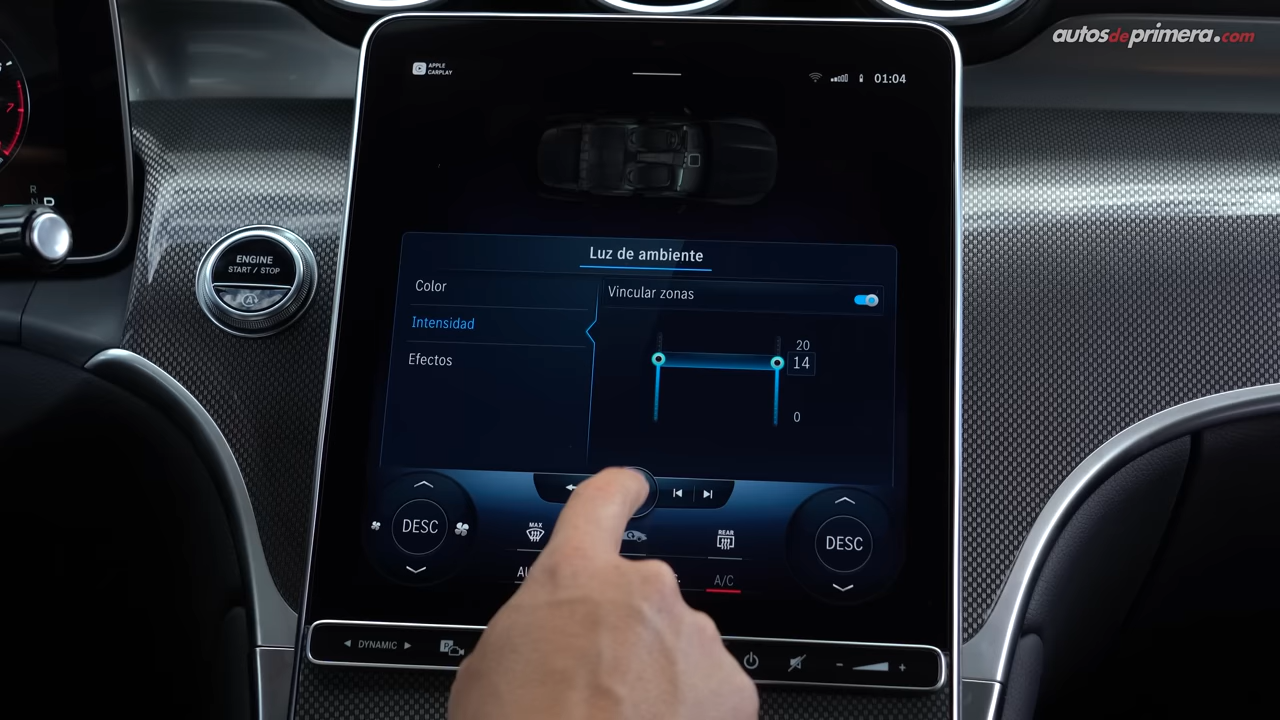 autosdeprimera.com
APPLE
CARPLAY
01:04
7
R
N D
ENGINE
START / STOP
A
Luz de ambiente
Color
Vincular zonas
Intensidad
20
14
Efectos
0
DESC
MAX
REAR
DESC
A/C
DYNAMIC
P
- +